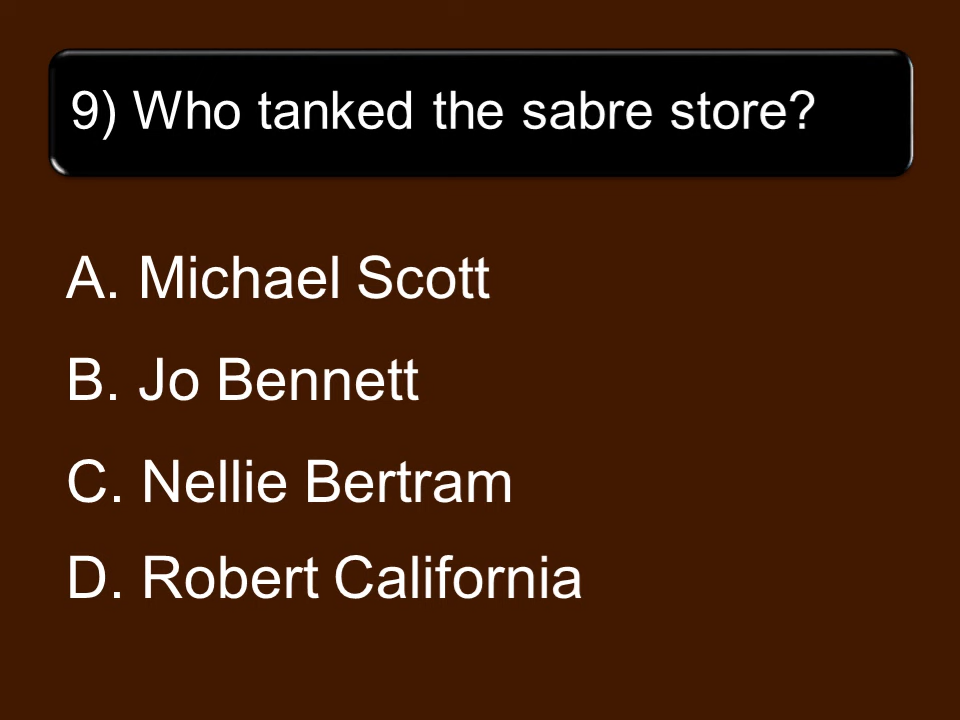 9) Who tanked the sabre store?
A. Michael Scott
B. Jo Bennett
C. Nellie Bertram
D. Robert California